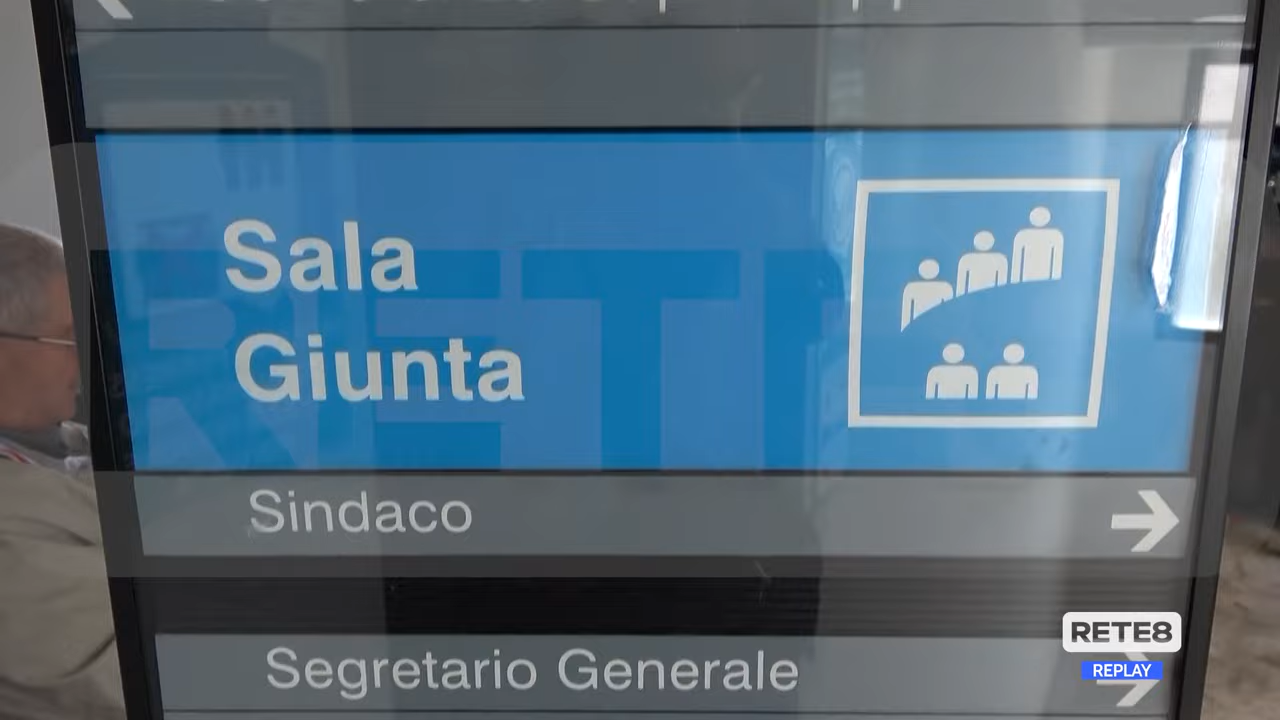 Sala
Giunta
Sindaco
Segretario Generale
RETE8
REPLAY